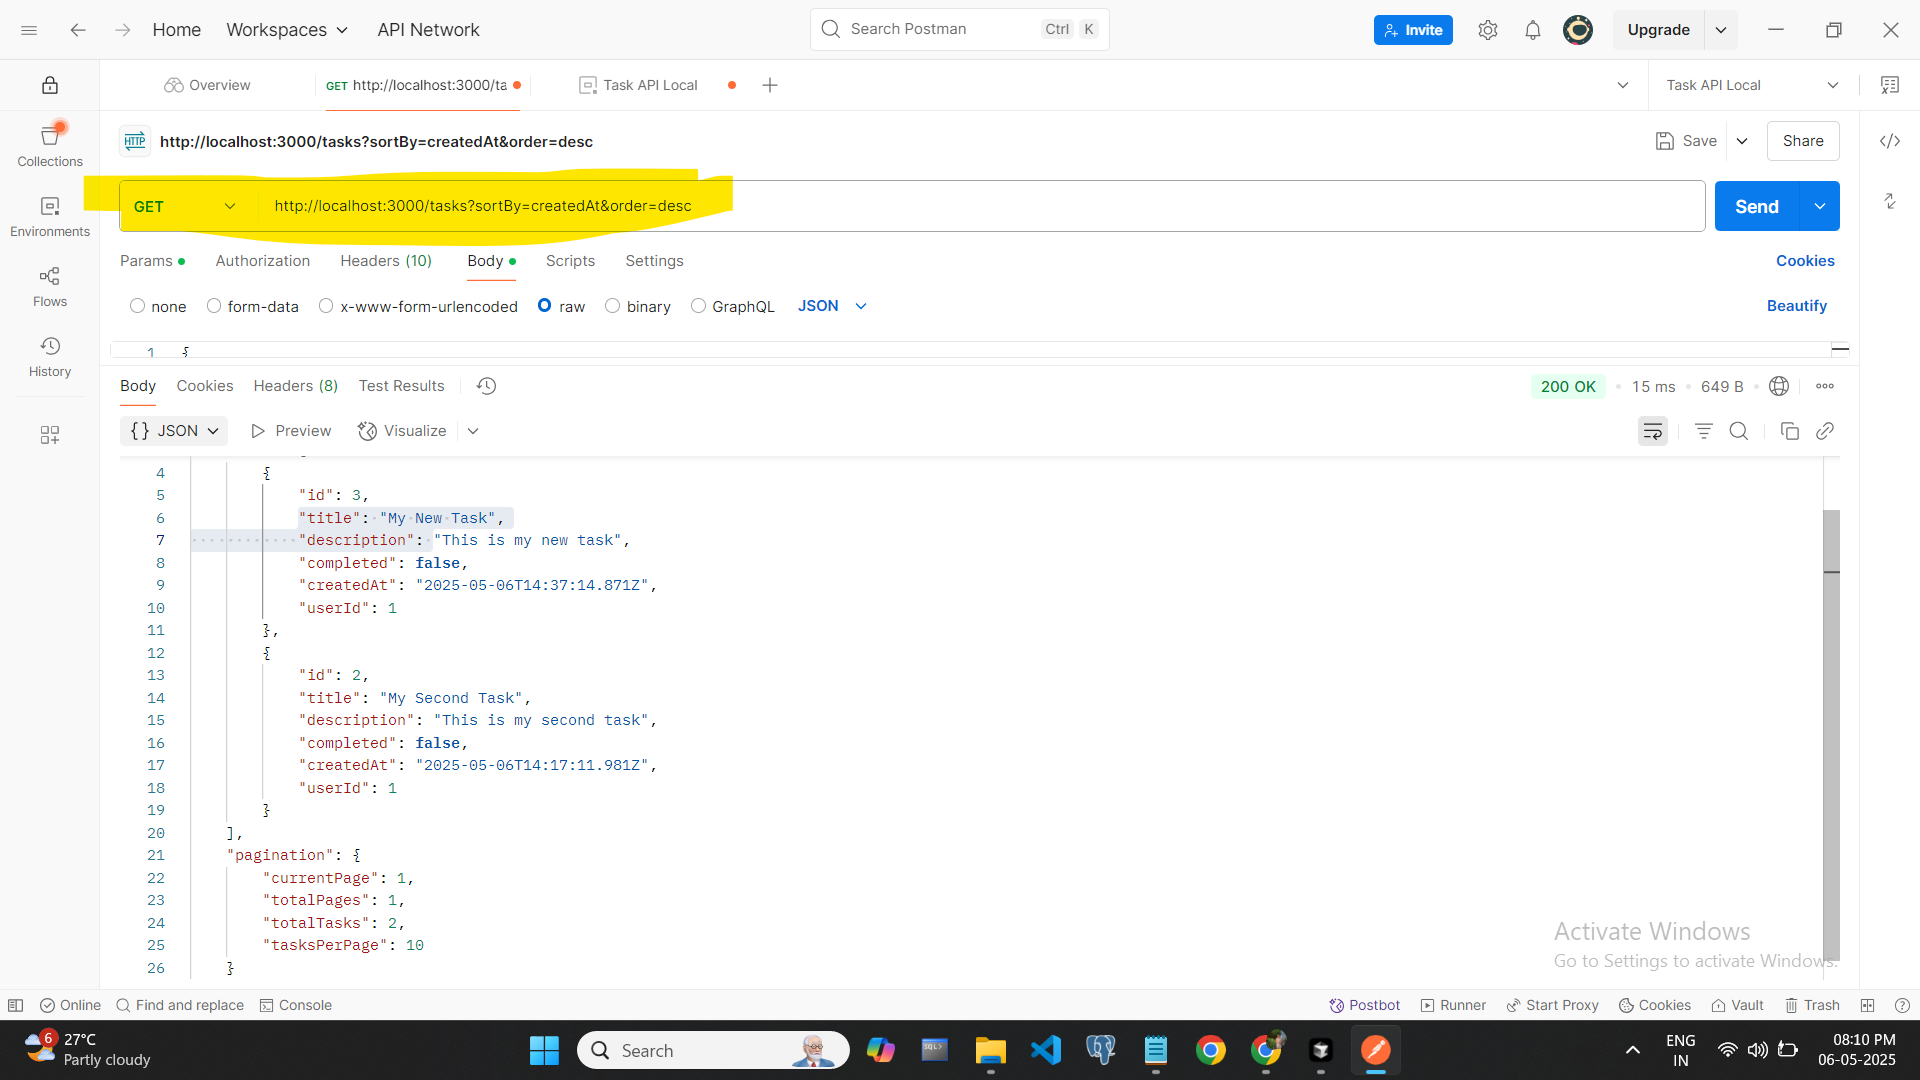 Home Workspaces API Network Search Postman Ctrl K Invite Upgrade
Overview GET http://localhost:3000/ta Task API Local Task API Local
HTTP http://localhost:3000/tasks?sortBy=createdAt&order=desc Save Share
Collections
GET http://localhost:3000/tasks?sortBy=createdAt&order=desc Send
Environments
Params Authorization Headers (10) Body Scripts Settings Cookies
none form-data x-www-form-urlencoded raw binary GraphQL JSON Beautify
Flows
1 {
History
Body Cookies Headers (8) Test Results 200 OK 15 ms 649 B
{} JSON Preview Visualize
4 {
5 "id": 3,
6 "title": "My New Task",
7 "description": "This is my new task",
8 "completed": false,
9 "createdAt": "2025-05-06T14:37:14.871Z",
10 "userId": 1
11 },
12 {
13 "id": 2,
14 "title": "My Second Task",
15 "description": "This is my second task",
16 "completed": false,
17 "createdAt": "2025-05-06T14:17:11.981Z",
18 "userId": 1
19 }
20 ],
21 "pagination": {
22 "currentPage": 1,
23 "totalPages": 1,
24 "totalTasks": 2,
25 "tasksPerPage": 10
26 }
Activate Windows
Go to Settings to activate Windows.
Online Find and replace Console Postbot Runner Start Proxy Cookies Vault Trash
6 27°C
Partly cloudy
Search
SQL>
ENG
IN
08:10 PM
06-05-2025